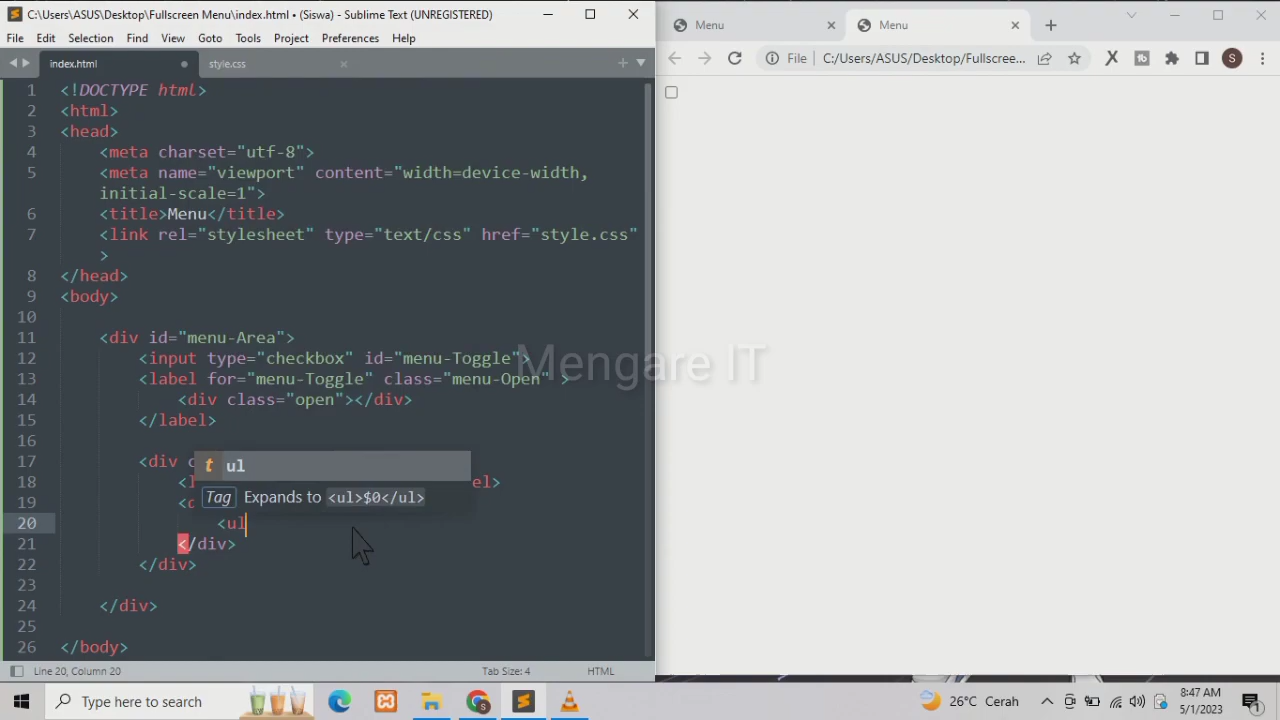 C:\Users\ASUS\Desktop\Fullscreen Menu\index.html • (Siswa) - Sublime Text (UNREGISTERED)
File Edit Selection Find View Goto Tools Project Preferences Help
index.html style.css
1 <!DOCTYPE html>
2 <html>
3 <head>
4 <meta charset="utf-8">
5 <meta name="viewport" content="width=device-width,
initial-scale=1">
6 <title>Menu</title>
7 <link rel="stylesheet" type="text/css" href="style.css"
>
8 </head>
9 <body>
10
11 <div id="menu-Area">
12 <input type="checkbox" id="menu-Toggle">
13 <label for="menu-Toggle" class="menu-Open" >
14 <div class="open"></div>
15 </label>
16
17 <div c
18 <l el>
19 <d
20 <ul
21 </div>
22 </div>
23
24 </div>
25
26 </body>
t ul
Tag Expands to <ul>$0</ul>
Line 20, Column 20 Tab Size: 4 HTML
Menu Menu
File C:/Users/ASUS/Desktop/Fullscree...
X tb S
Mengare IT
Type here to search
26°C Cerah
8:47 AM
5/1/2023
1